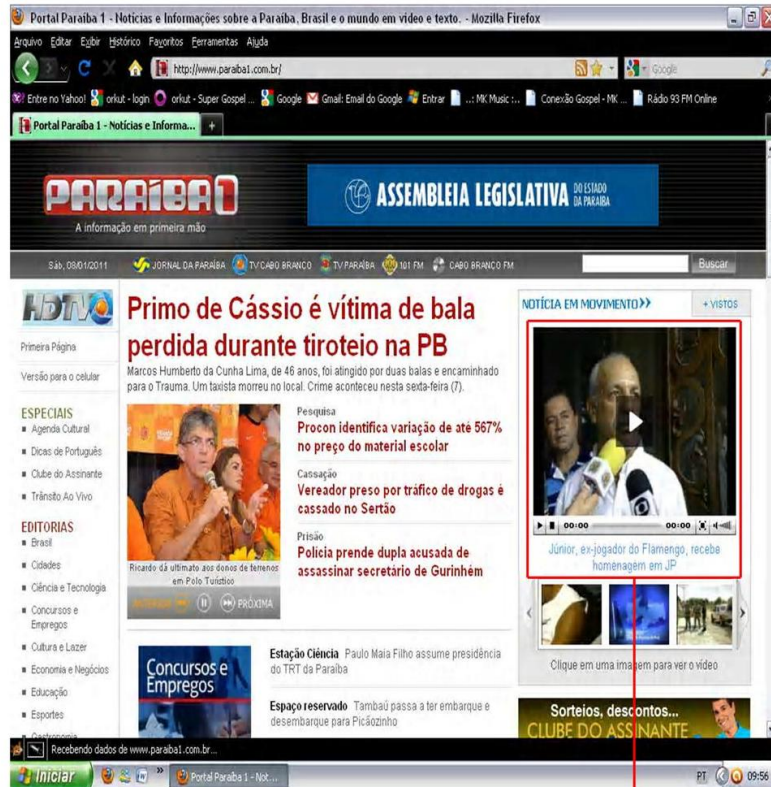 Portal Paraíba 1 - Notícias e Informações sobre a Paraíba, Brasil e o mundo em vídeo e texto. - Mozilla Firefox
Arquivo Editar Exibir Histórico Favoritos Ferramentas Ajuda
http://www.paraiba1.com.br/
Google
Entre no Yahoo! orkut - login orkut - Super Gospel ... Google Gmail: Email do Google Entrar ..: MK Music :.. Conexão Gospel - MK ... Rádio 93 FM Online
Portal Paraíba 1 - Notícias e Informa... +
PARAÍBA1
A informação em primeira mão
ASSEMBLEIA LEGISLATIVA DO ESTADO DA PARAÍBA
Sáb, 08/01/2011 JORNAL DA PARAÍBA TV CABO BRANCO TV PARAÍBA 101 FM CABO BRANCO FM Buscar
HDTV
Primeira Página
Versão para o celular
ESPECIAIS
Agenda Cultural
Dicas de Português
Clube do Assinante
Trânsito Ao Vivo
EDITORIAS
Brasil
Cidades
Ciência e Tecnologia
Concursos e
Empregos
Cultura e Lazer
Economia e Negócios
Educação
Esportes
Gastronomia
Primo de Cássio é vítima de bala
perdida durante tiroteio na PB
Marcos Humberto da Cunha Lima, de 46 anos, foi atingido por duas balas e encaminhado
para o Trauma. Um taxista morreu no local. Crime aconteceu nesta sexta-feira (7).
Ricardo dá ultimato aos donos de terrenos
em Polo Turístico
ANTERIOR PRÓXIMA
Pesquisa
Procon identifica variação de até 567%
no preço do material escolar
Cassação
Vereador preso por tráfico de drogas é
cassado no Sertão
Prisão
Polícia prende dupla acusada de
assassinar secretário de Gurinhém
Concursos e
Empregos
Estação Ciência Paulo Maia Filho assume presidência
do TRT da Paraíba
Espaço reservado Tambaú passa a ter embarque e
desembarque para Picãozinho
NOTÍCIA EM MOVIMENTO>> + VISTOS
00:00 00:00
Júnior, ex-jogador do Flamengo, recebe
homenagem em JP
Clique em uma imagem para ver o vídeo
Sorteios, descontos...
CLUBE DO ASSINANTE
Recebendo dados de www.paraiba1.com.br...
Iniciar » Portal Paraíba 1 - Not... PT 09:56